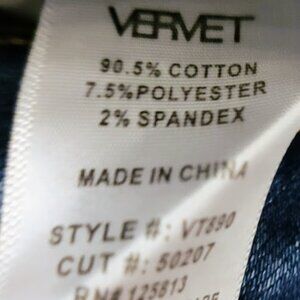 VERVET
90.5% COTTON
7.5% POLYESTER
2% SPANDEX
MADE IN CHINA
STYLE #: VT890
CUT #: 50207
RN# 125813